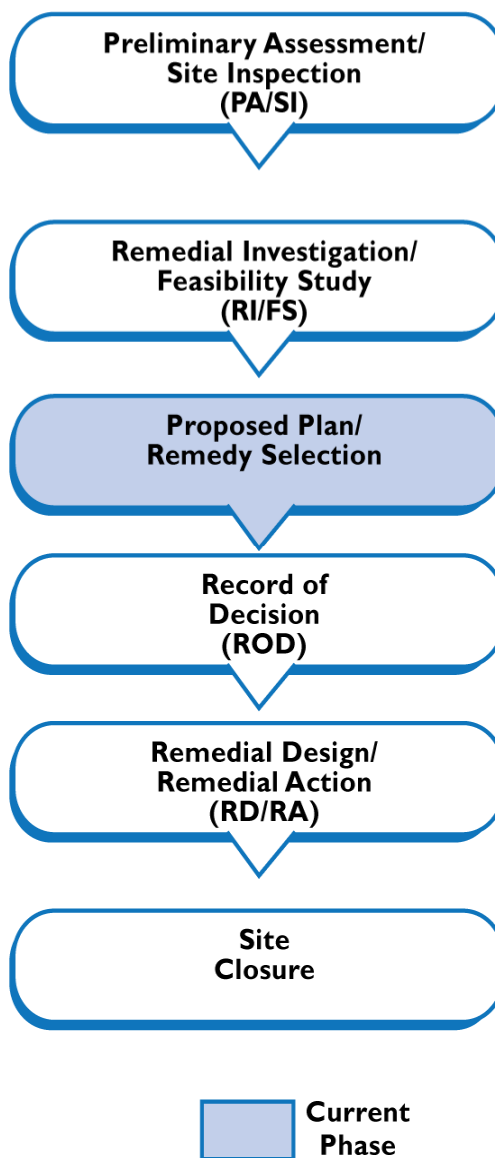 Preliminary Assessment/
Site Inspection
(PA/SI)
Remedial Investigation/
Feasibility Study
(RI/FS)
Proposed Plan/
Remedy Selection
Record of
Decision
(ROD)
Remedial Design/
Remedial Action
(RD/RA)
Site
Closure
Current
Phase